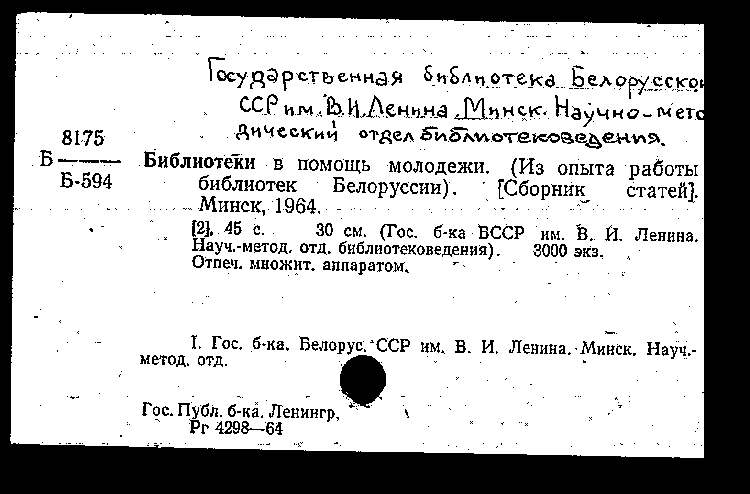 Государственная библиотека Белорусской
ССР им. В.И.Ленина. Минск. Научно-мето
дический отдел библиотековедения.
8175
Б
Б-594
Библиотеки в помощь молодежи. (Из опыта работы
библиотек Белоруссии). [Сборник статей].
Минск, 1964.
[2], 45 с. 30 см. (Гос. б-ка БССР им. В. И. Ленина.
Науч.-метод. отд. библиотековедения). 3000 экз.
Отпеч. множит. аппаратом.
I. Гос. б-ка. Белорус. ССР им. В. И. Ленина. Минск. Науч.-
метод. отд.
Гос. Публ. б-ка. Ленингр.
Рг 4298—64